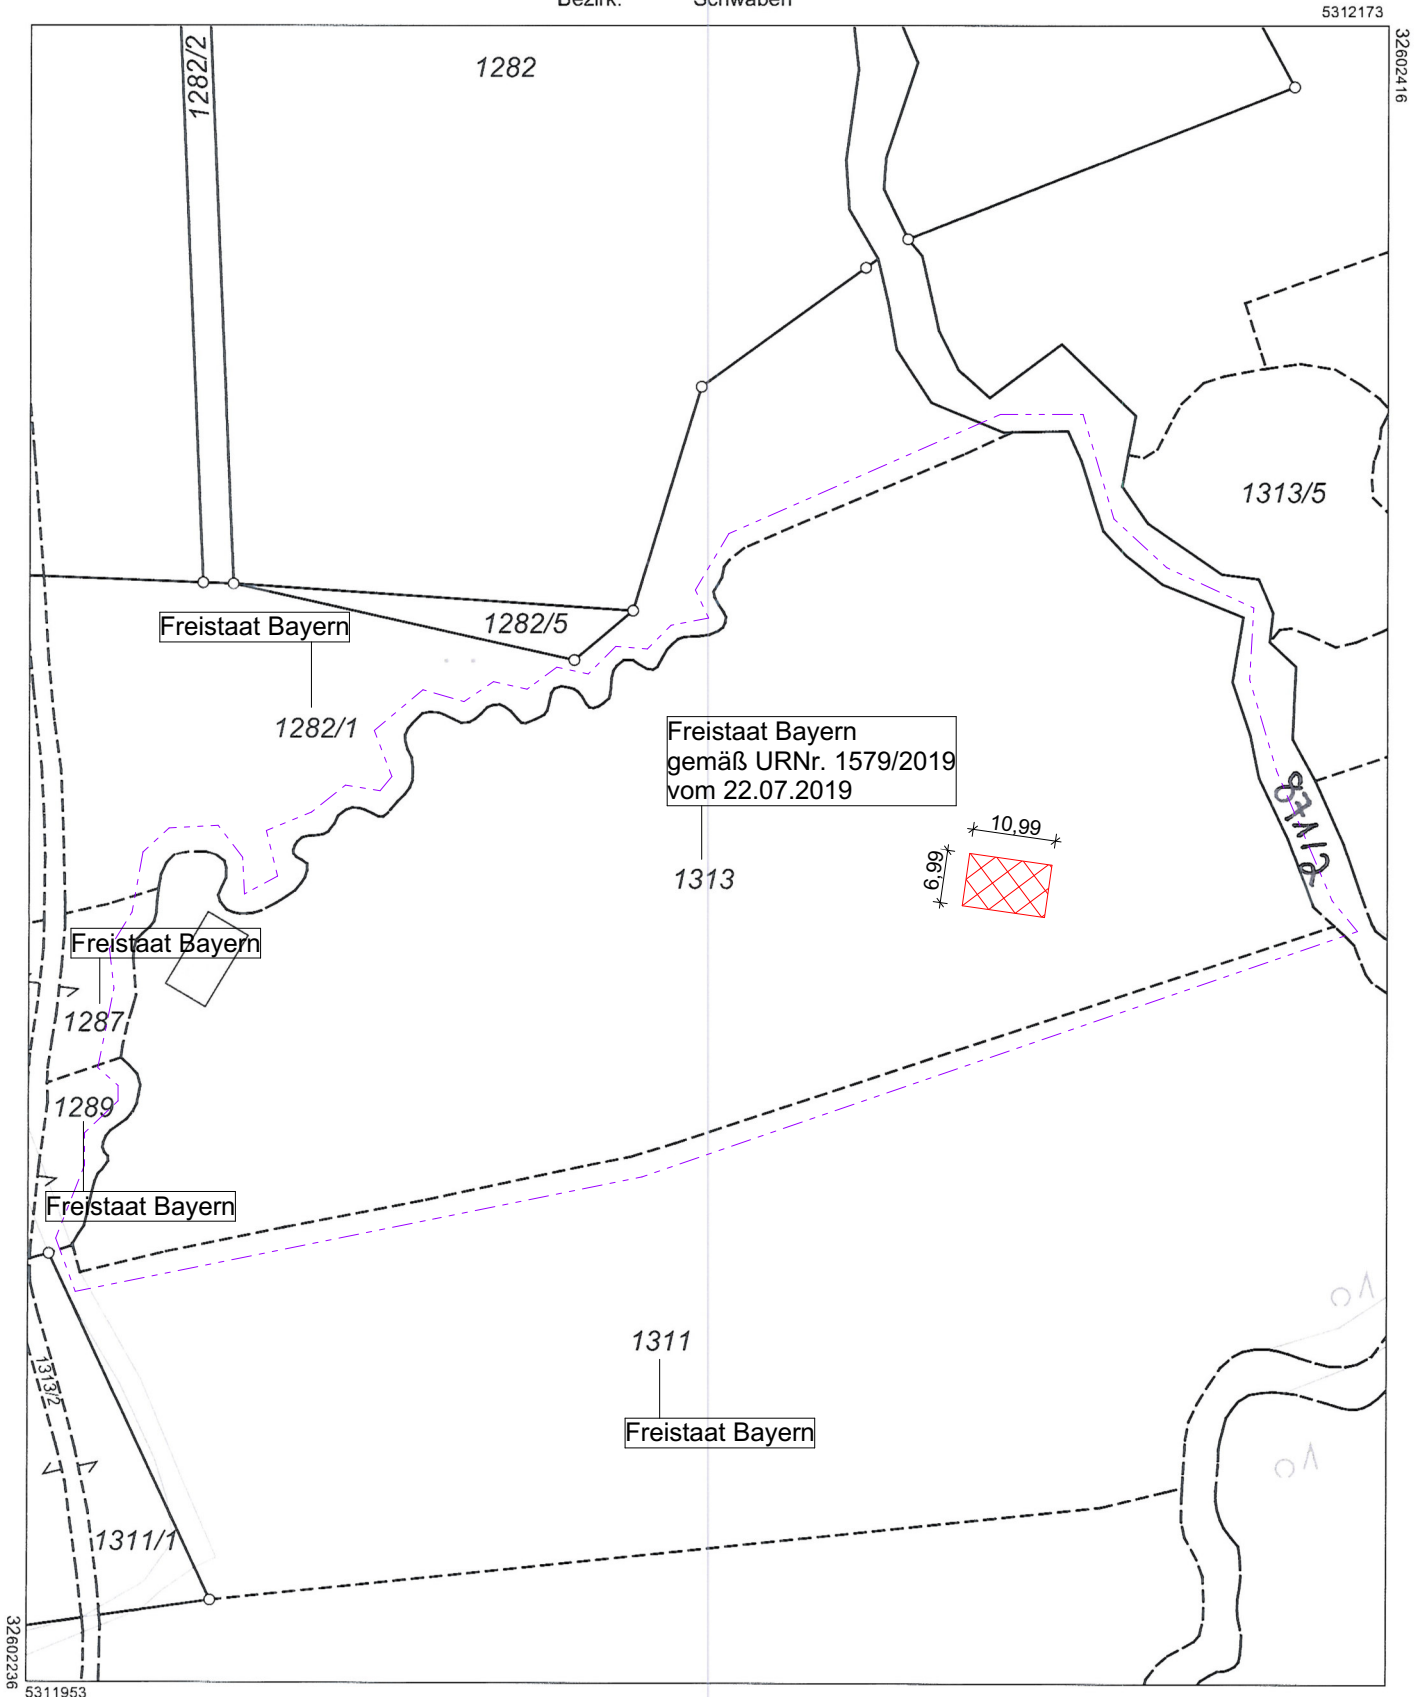 Bezirk: Schwaben
5312173
32602416
1282/2
1282
1313/5
Freistaat Bayern
1282/5
1282/1
Freistaat Bayern
gemäß URNr. 1579/2019
vom 22.07.2019
871/2
10,99
6,99
1313
Freistaat Bayern
1287
1289
Freistaat Bayern
1311
1313/2
Freistaat Bayern
1311/1
32602236
5311953